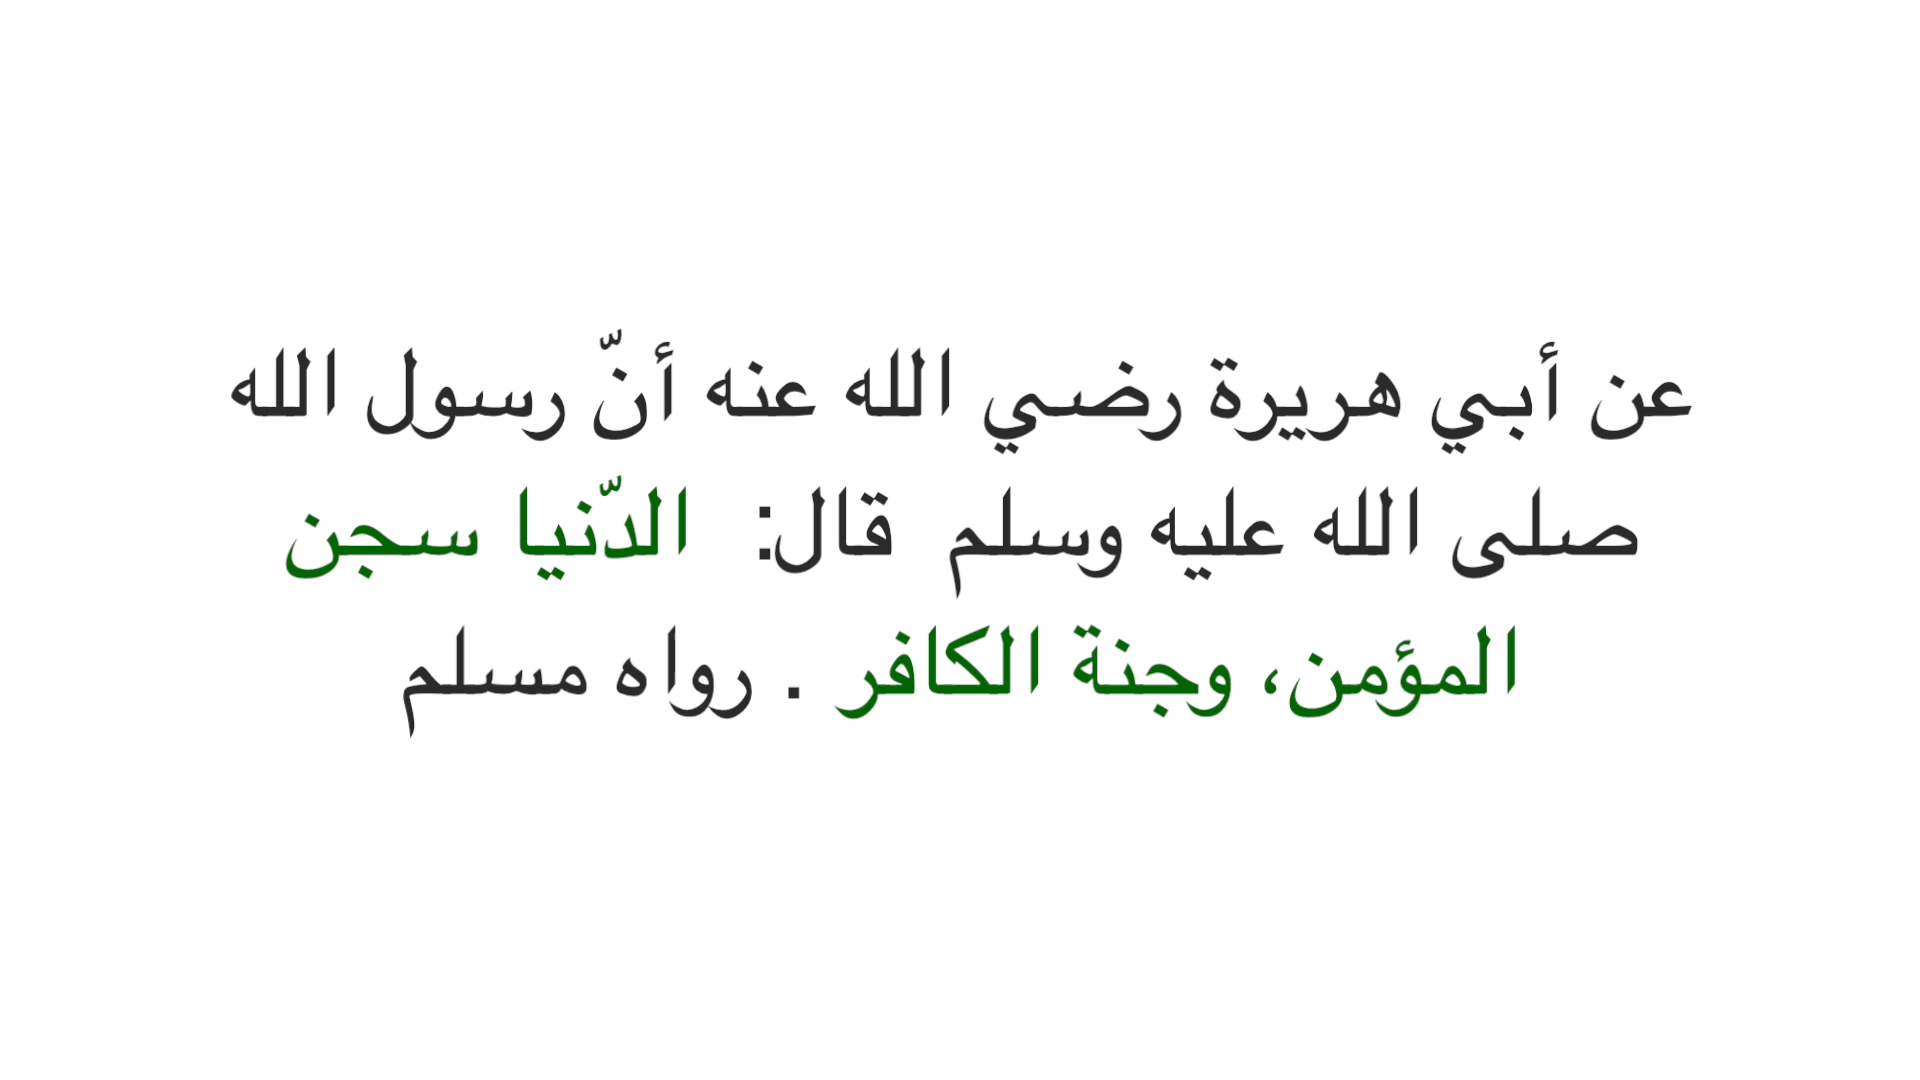 عن أبي هريرة رضي الله عنه أنّ رسول الله
صلى الله عليه وسلم قال: الدّنيا سجن
المؤمن، وجنة الكافر . رواه مسلم